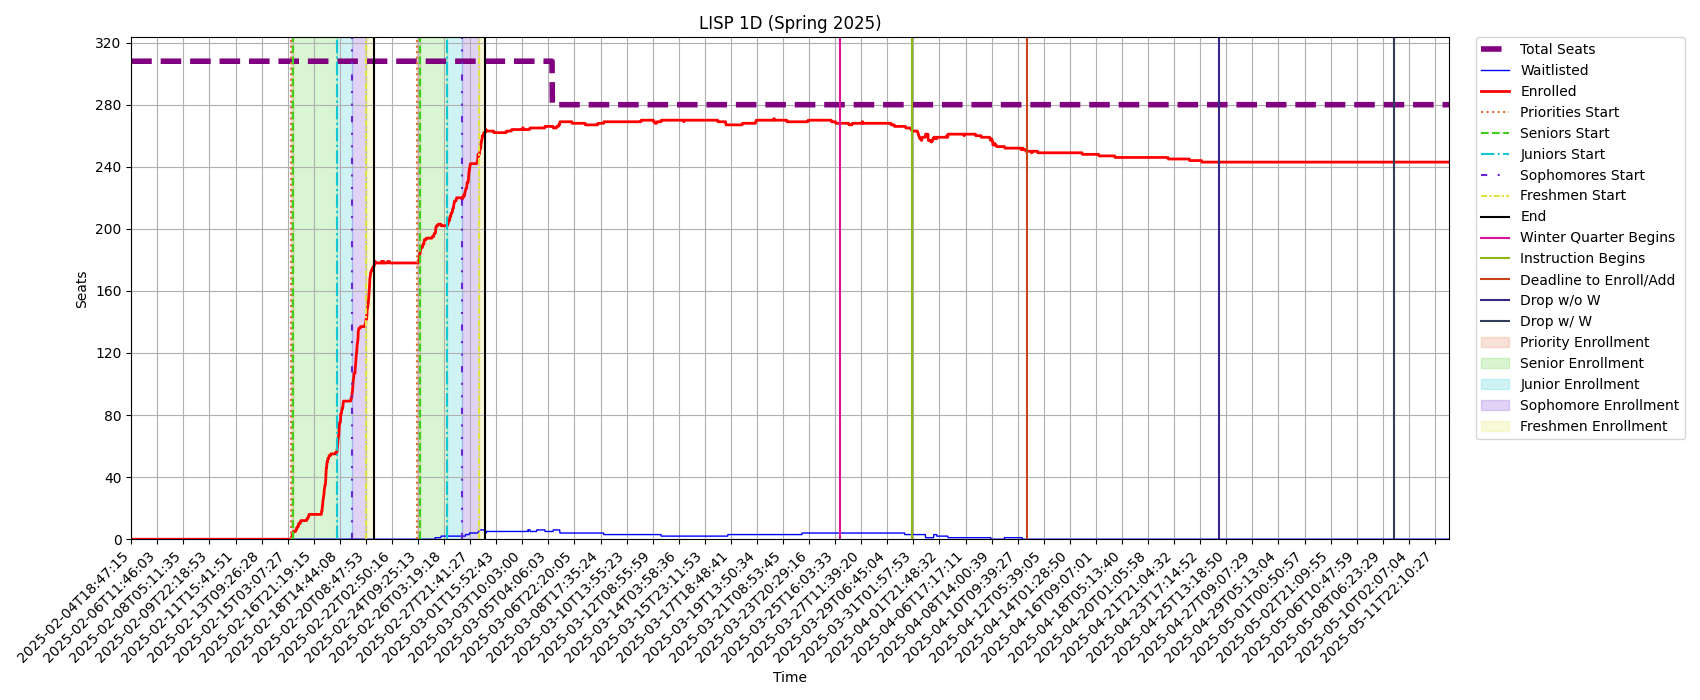 LISP 1D (Spring 2025)
Seats
320
280
240
200
160
120
80
40
0
2025-02-04T18:47:15
2025-02-06T11:46:03
2025-02-08T05:11:35
2025-02-09T22:18:53
2025-02-11T15:41:51
2025-02-13T09:26:28
2025-02-15T03:07:27
2025-02-16T21:19:15
2025-02-18T14:44:08
2025-02-20T08:47:53
2025-02-22T02:50:16
2025-02-24T09:25:13
2025-02-26T03:19:18
2025-02-27T21:41:27
2025-03-01T15:52:43
2025-03-03T10:03:00
2025-03-05T04:06:03
2025-03-06T22:20:05
2025-03-08T17:35:24
2025-03-10T13:55:23
2025-03-12T08:55:59
2025-03-14T03:58:36
2025-03-15T23:11:53
2025-03-17T18:48:41
2025-03-19T13:50:34
2025-03-21T08:53:45
2025-03-23T20:29:16
2025-03-25T16:03:33
2025-03-27T11:39:20
2025-03-29T06:45:04
2025-03-31T01:57:53
2025-04-01T21:48:32
2025-04-06T17:17:11
2025-04-08T14:00:39
2025-04-10T09:39:27
2025-04-12T05:39:05
2025-04-14T01:28:50
2025-04-16T09:07:01
2025-04-18T05:13:40
2025-04-20T01:05:58
2025-04-21T21:04:32
2025-04-23T17:14:52
2025-04-25T13:18:50
2025-04-27T09:07:29
2025-04-29T05:13:04
2025-05-01T00:50:57
2025-05-02T21:09:55
2025-05-06T10:47:59
2025-05-08T06:23:29
2025-05-10T02:07:04
2025-05-11T22:10:27
Time
Total Seats
Waitlisted
Enrolled
Priorities Start
Seniors Start
Juniors Start
Sophomores Start
Freshmen Start
End
Winter Quarter Begins
Instruction Begins
Deadline to Enroll/Add
Drop w/o W
Drop w/ W
Priority Enrollment
Senior Enrollment
Junior Enrollment
Sophomore Enrollment
Freshmen Enrollment